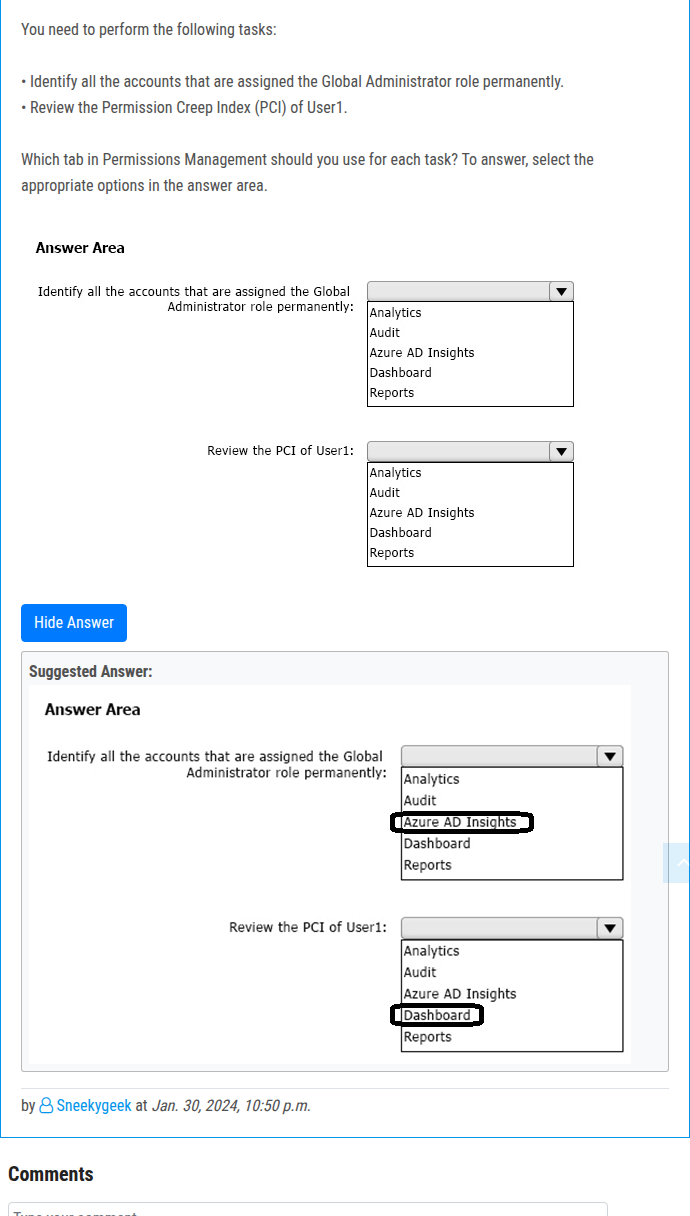 You need to perform the following tasks:
• Identify all the accounts that are assigned the Global Administrator role permanently.
• Review the Permission Creep Index (PCI) of User1.
Which tab in Permissions Management should you use for each task? To answer, select the
appropriate options in the answer area.
Answer Area
Identify all the accounts that are assigned the Global
Administrator role permanently:
Analytics
Audit
Azure AD Insights
Dashboard
Reports
Review the PCI of User1:
Analytics
Audit
Azure AD Insights
Dashboard
Reports
Hide Answer
Suggested Answer:
Answer Area
Identify all the accounts that are assigned the Global
Administrator role permanently:
Analytics
Audit
Azure AD Insights
Dashboard
Reports
Review the PCI of User1:
Analytics
Audit
Azure AD Insights
Dashboard
Reports
by Sneekygeek at Jan. 30, 2024, 10:50 p.m.
Comments
Type your comment